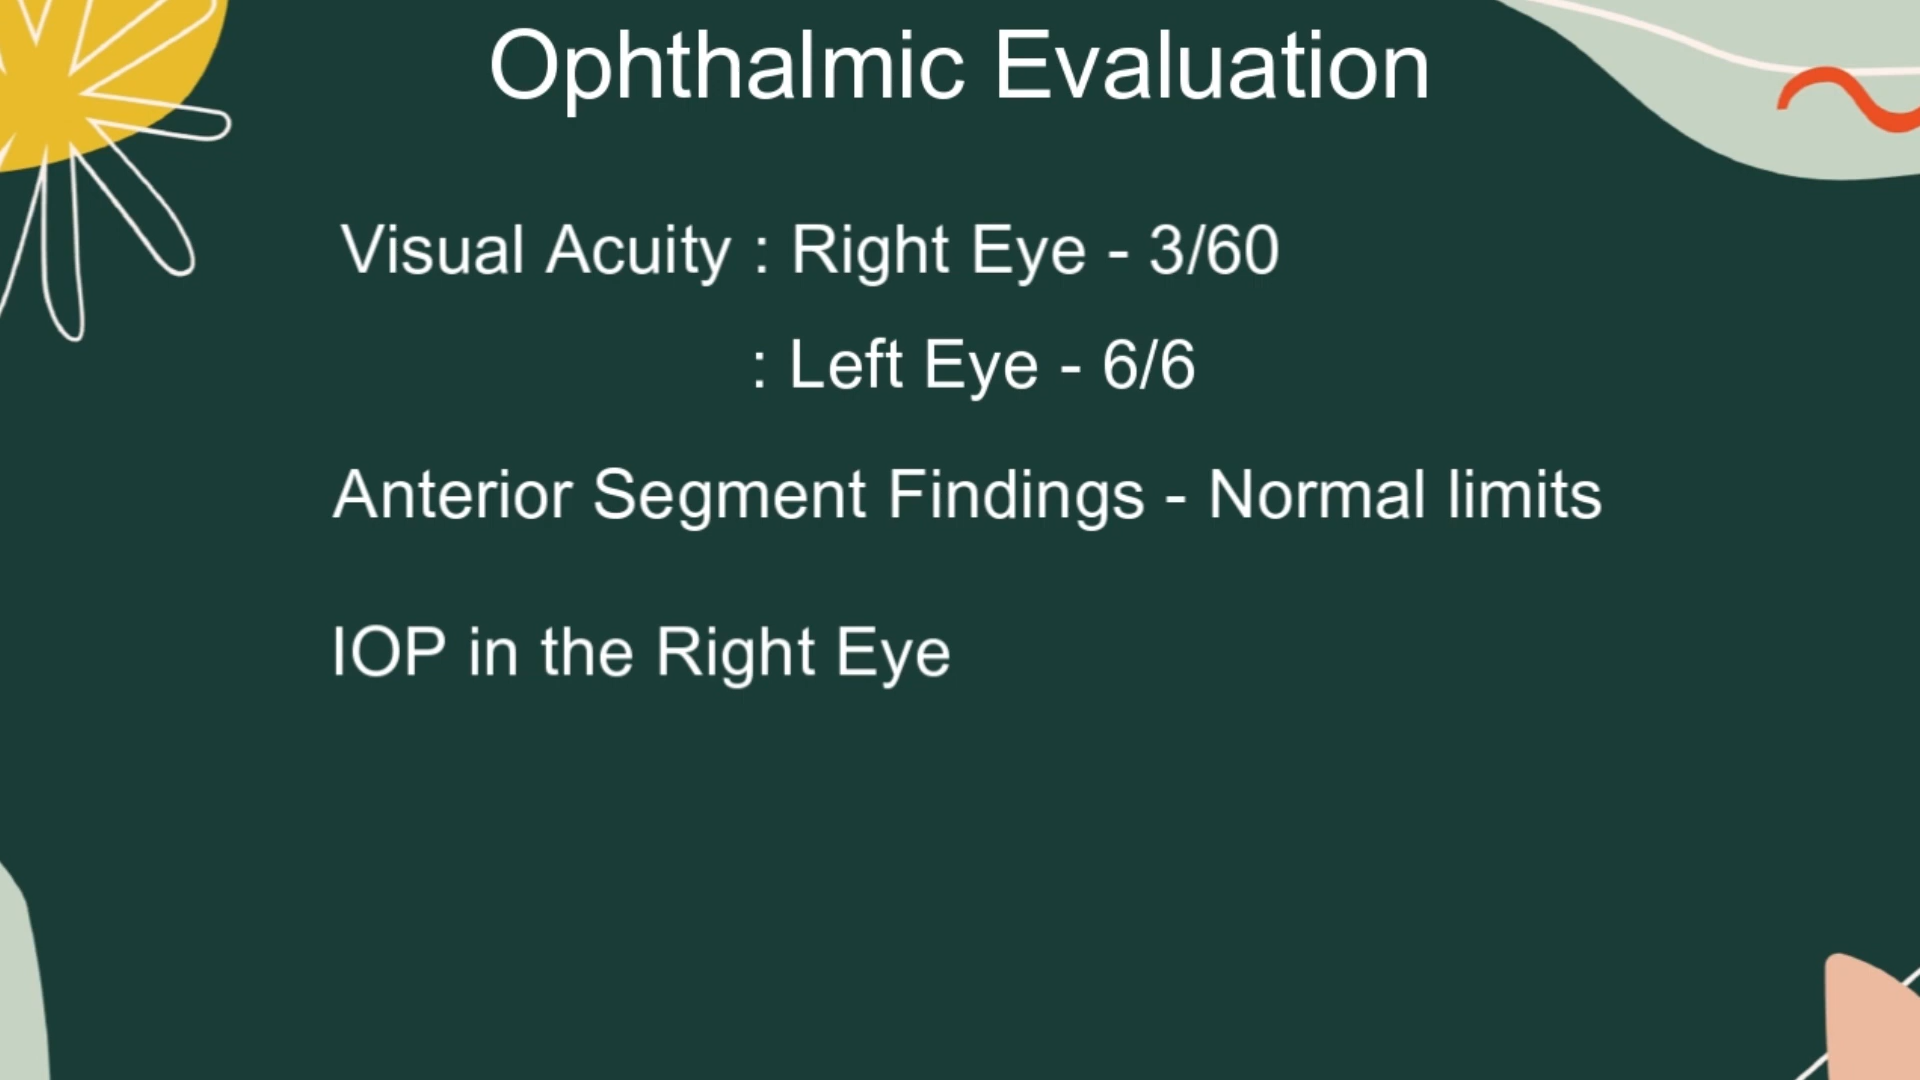 Ophthalmic Evaluation
Visual Acuity : Right Eye - 3/60
: Left Eye - 6/6
Anterior Segment Findings - Normal limits
IOP in the Right Eye